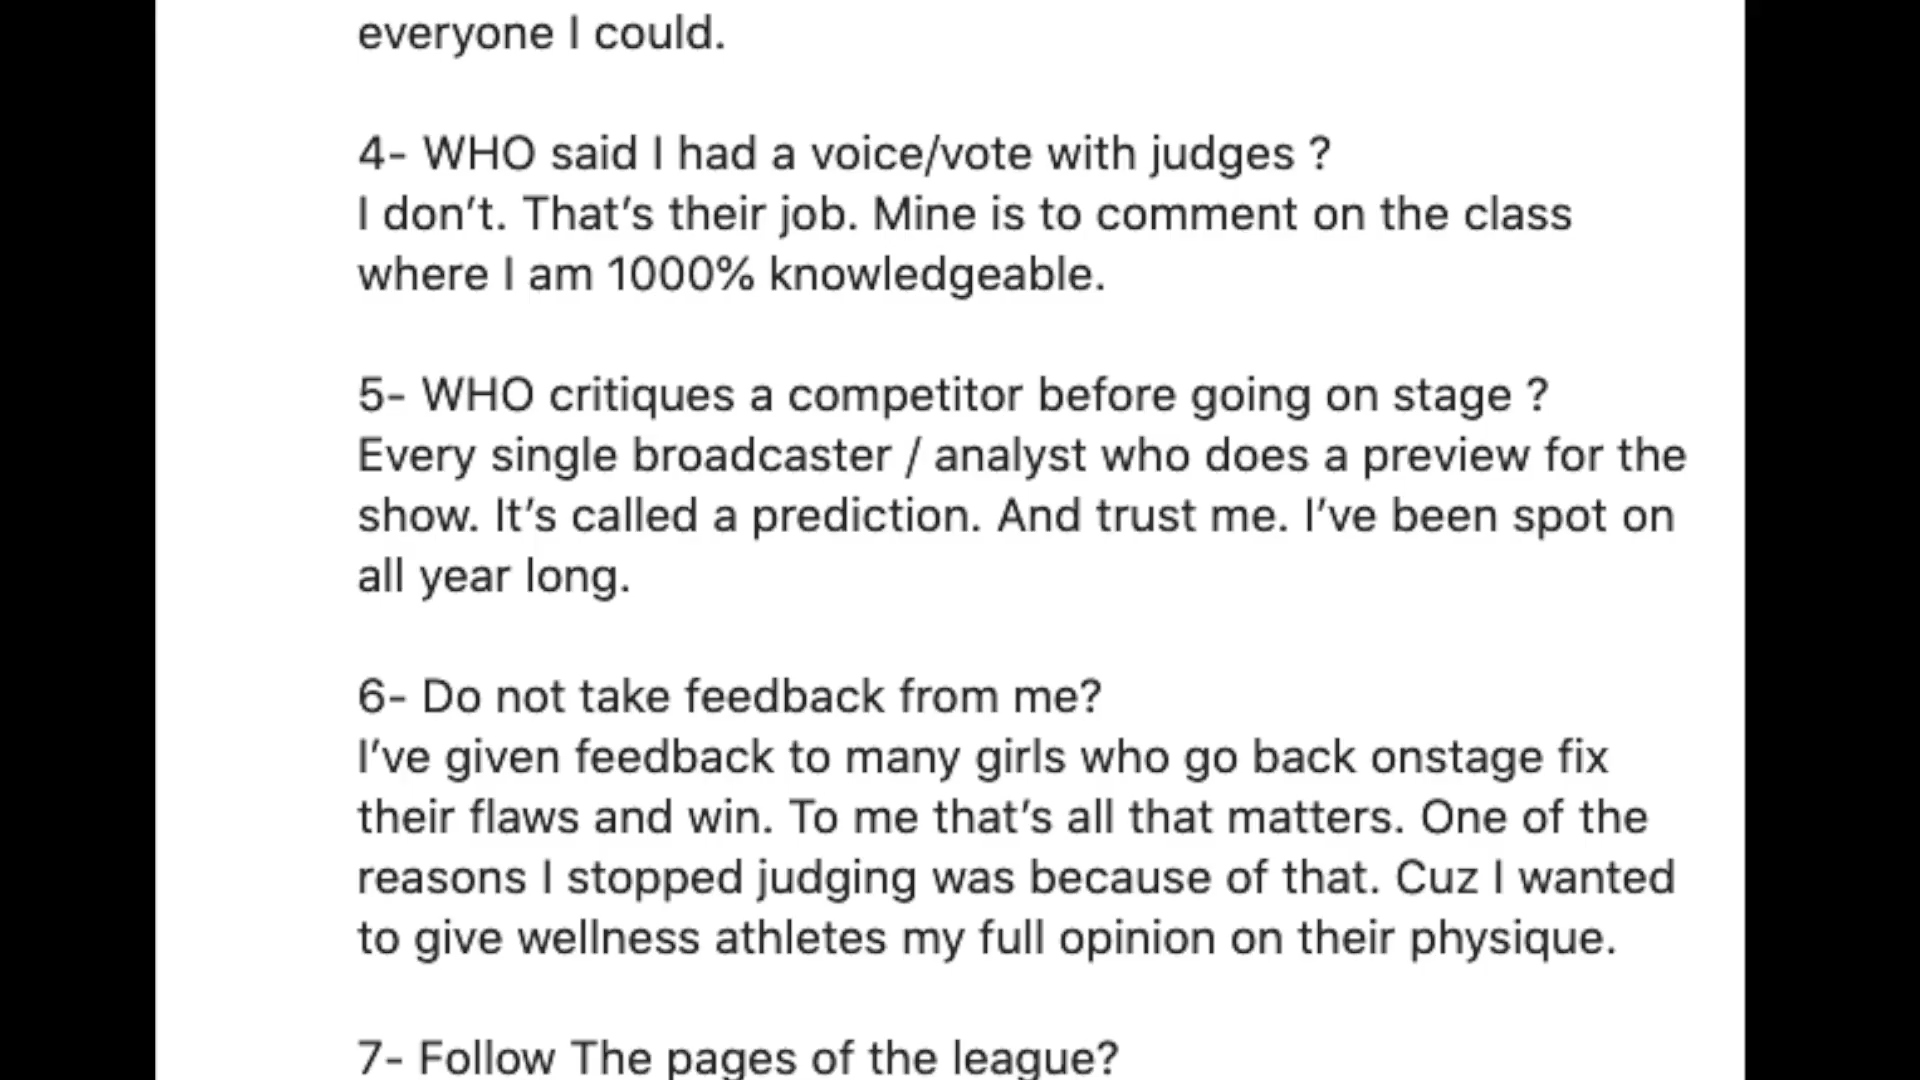 everyone I could.
4- WHO said I had a voice/vote with judges ?
I don’t. That’s their job. Mine is to comment on the class
where I am 1000% knowledgeable.
5- WHO critiques a competitor before going on stage ?
Every single broadcaster / analyst who does a preview for the
show. It’s called a prediction. And trust me. I’ve been spot on
all year long.
6- Do not take feedback from me?
I’ve given feedback to many girls who go back onstage fix
their flaws and win. To me that’s all that matters. One of the
reasons I stopped judging was because of that. Cuz I wanted
to give wellness athletes my full opinion on their physique.
7- Follow The pages of the league?